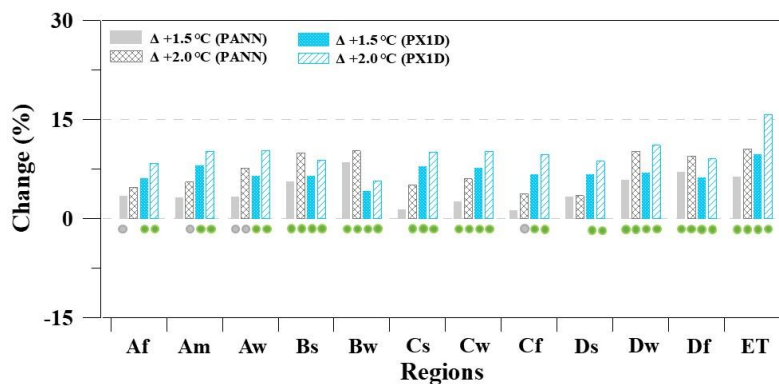 30
15
0
-15
Change (%)
Δ +1.5 °C (PANN)
Δ +2.0 °C (PANN)
Δ +1.5 °C (PX1D)
Δ +2.0 °C (PX1D)
Af Am Aw Bs Bw Cs Cw Cf Ds Dw Df ET
Regions